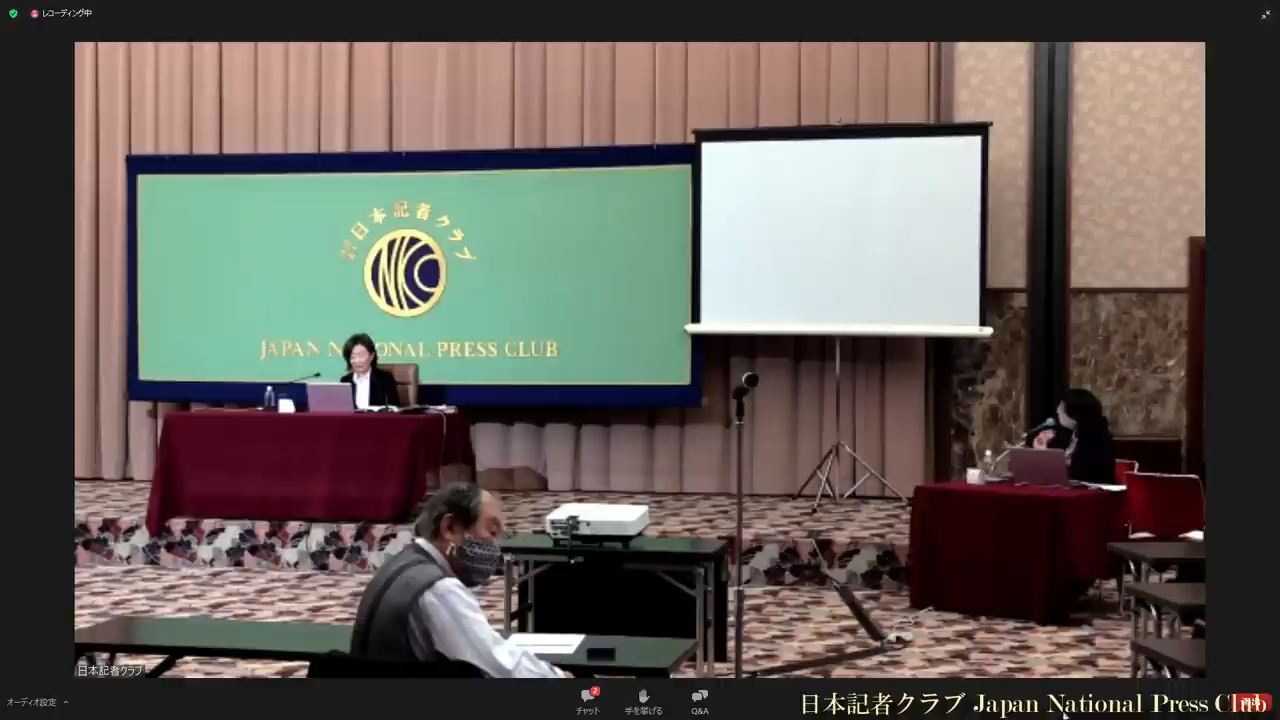 レコーディング中
日本記者クラブ
NKC
JAPAN NATIONAL PRESS CLUB
日本記者クラブ
オーディオ設定
チャット
2
手を挙げる
Q&A
日本記者クラブ Japan National Press Club